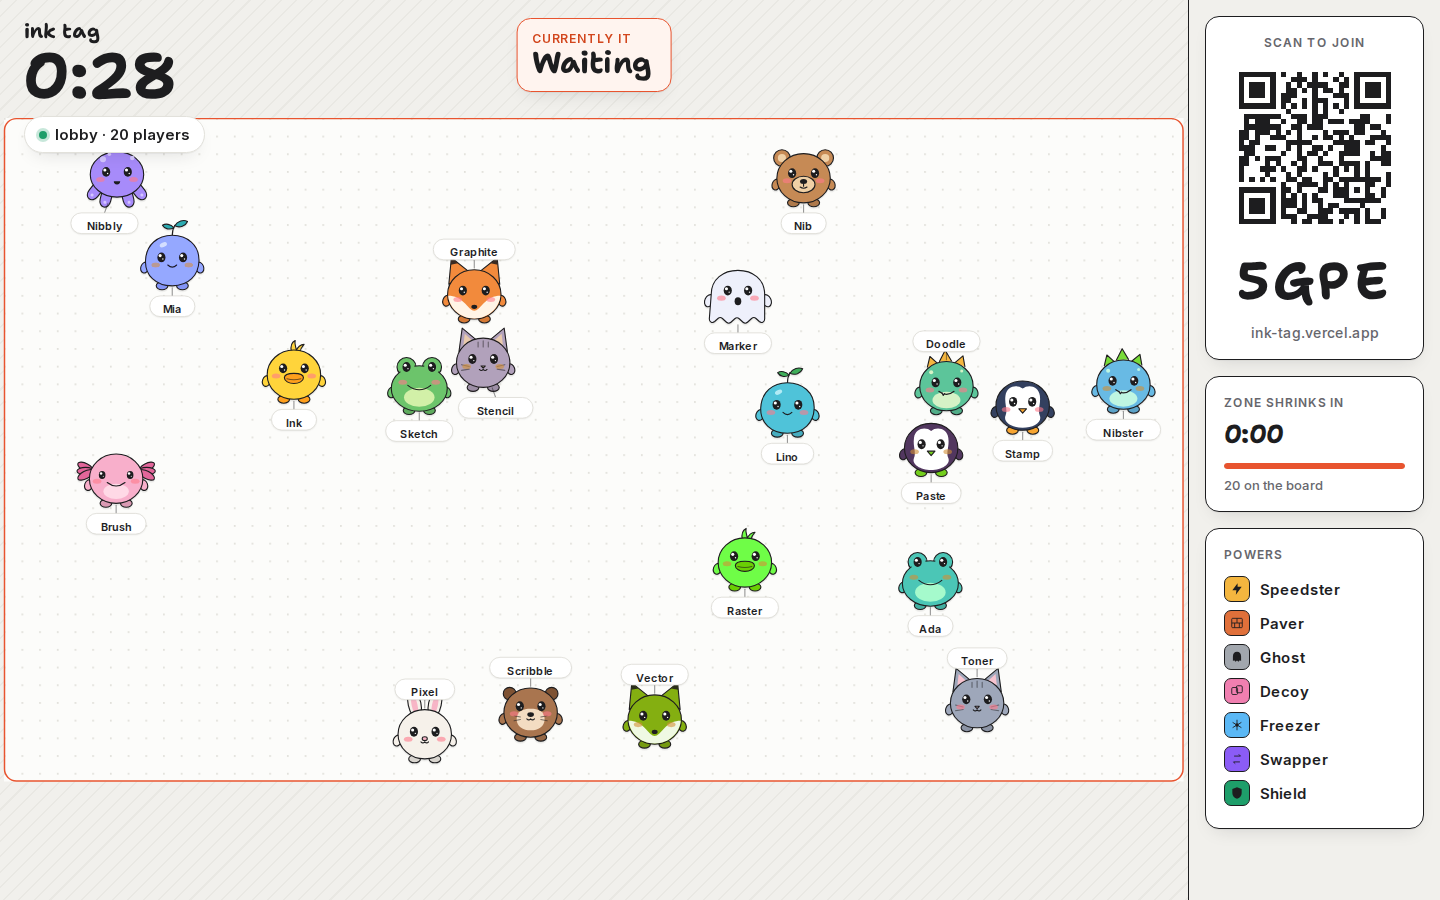 ink tag
0:28
CURRENTLY IT
Waiting
lobby · 20 players
Nibbly
Nib
Mia
Graphite
Marker
Doodle
Stencil
Ink
Sketch
Lino
Stamp
Nibster
Paste
Brush
Raster
Ada
Toner
Scribble
Vector
Pixel
SCAN TO JOIN
5GPE
ink-tag.vercel.app
ZONE SHRINKS IN
0:00
20 on the board
POWERS
Speedster
Paver
Ghost
Decoy
Freezer
Swapper
Shield